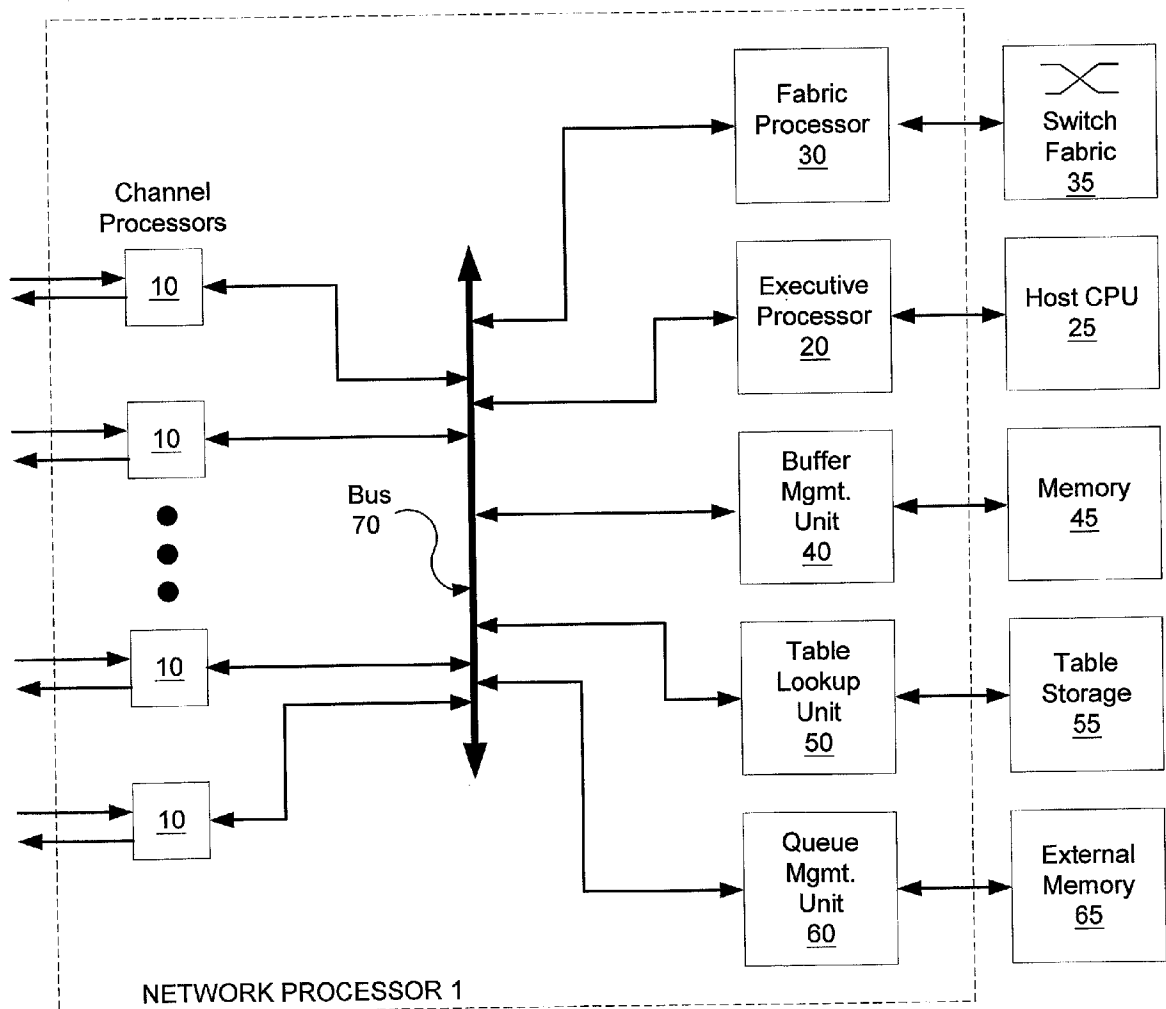 Fabric
Processor
30
Switch
Fabric
35
Channel
Processors
10
Executive
Processor
20
Host CPU
25
10
Bus
70
Buffer
Mgmt.
Unit
40
Memory
45
10
Table
Lookup
Unit
50
Table
Storage
55
10
Queue
Mgmt.
Unit
60
External
Memory
65
NETWORK PROCESSOR 1